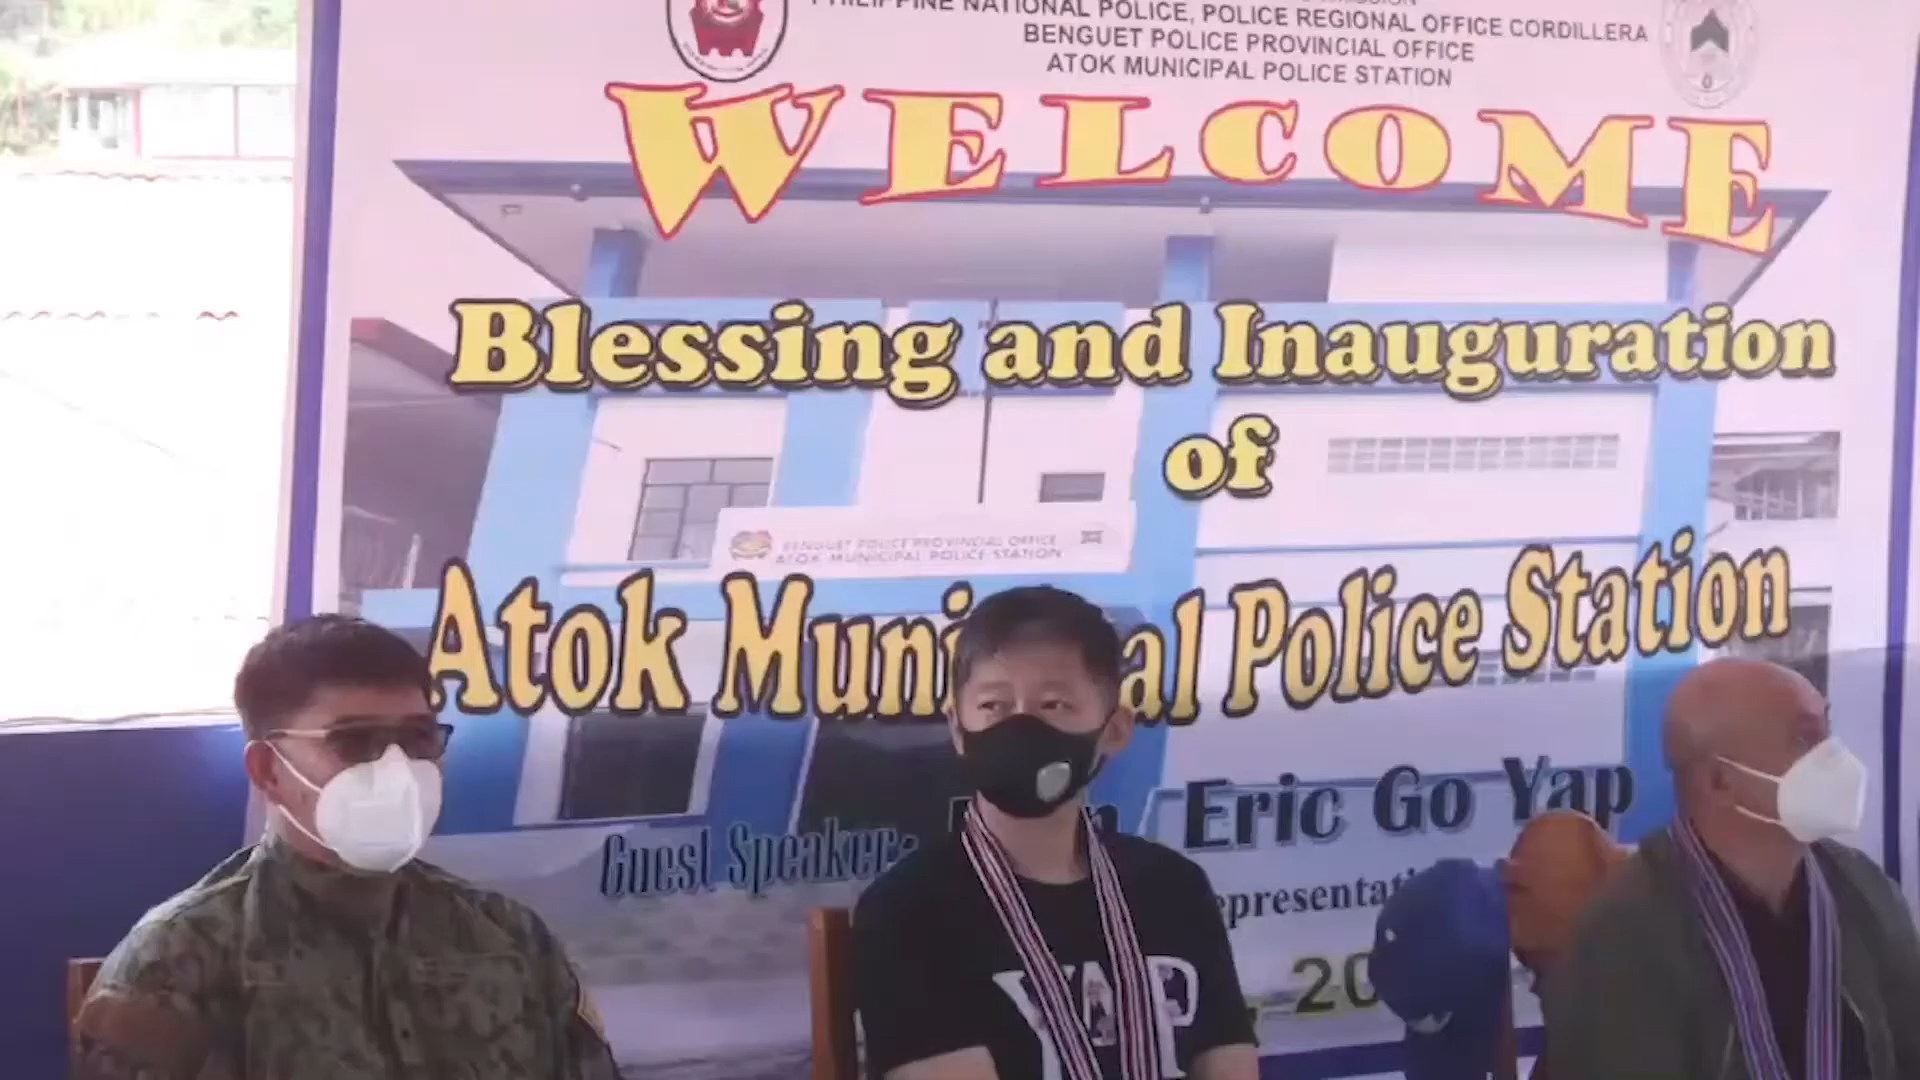 PHILIPPINE NATIONAL POLICE, POLICE REGIONAL OFFICE CORDILLERA
BENGUET POLICE PROVINCIAL OFFICE
ATOK MUNICIPAL POLICE STATION
WELCOME
Blessing and Inauguration
of
BENGUET POLICE PROVINCIAL OFFICE
ATOK MUNICIPAL POLICE STATION
Atok Muni al Police Station
Guest Speaker: Eric Go Yap
epresentati
20
YAP